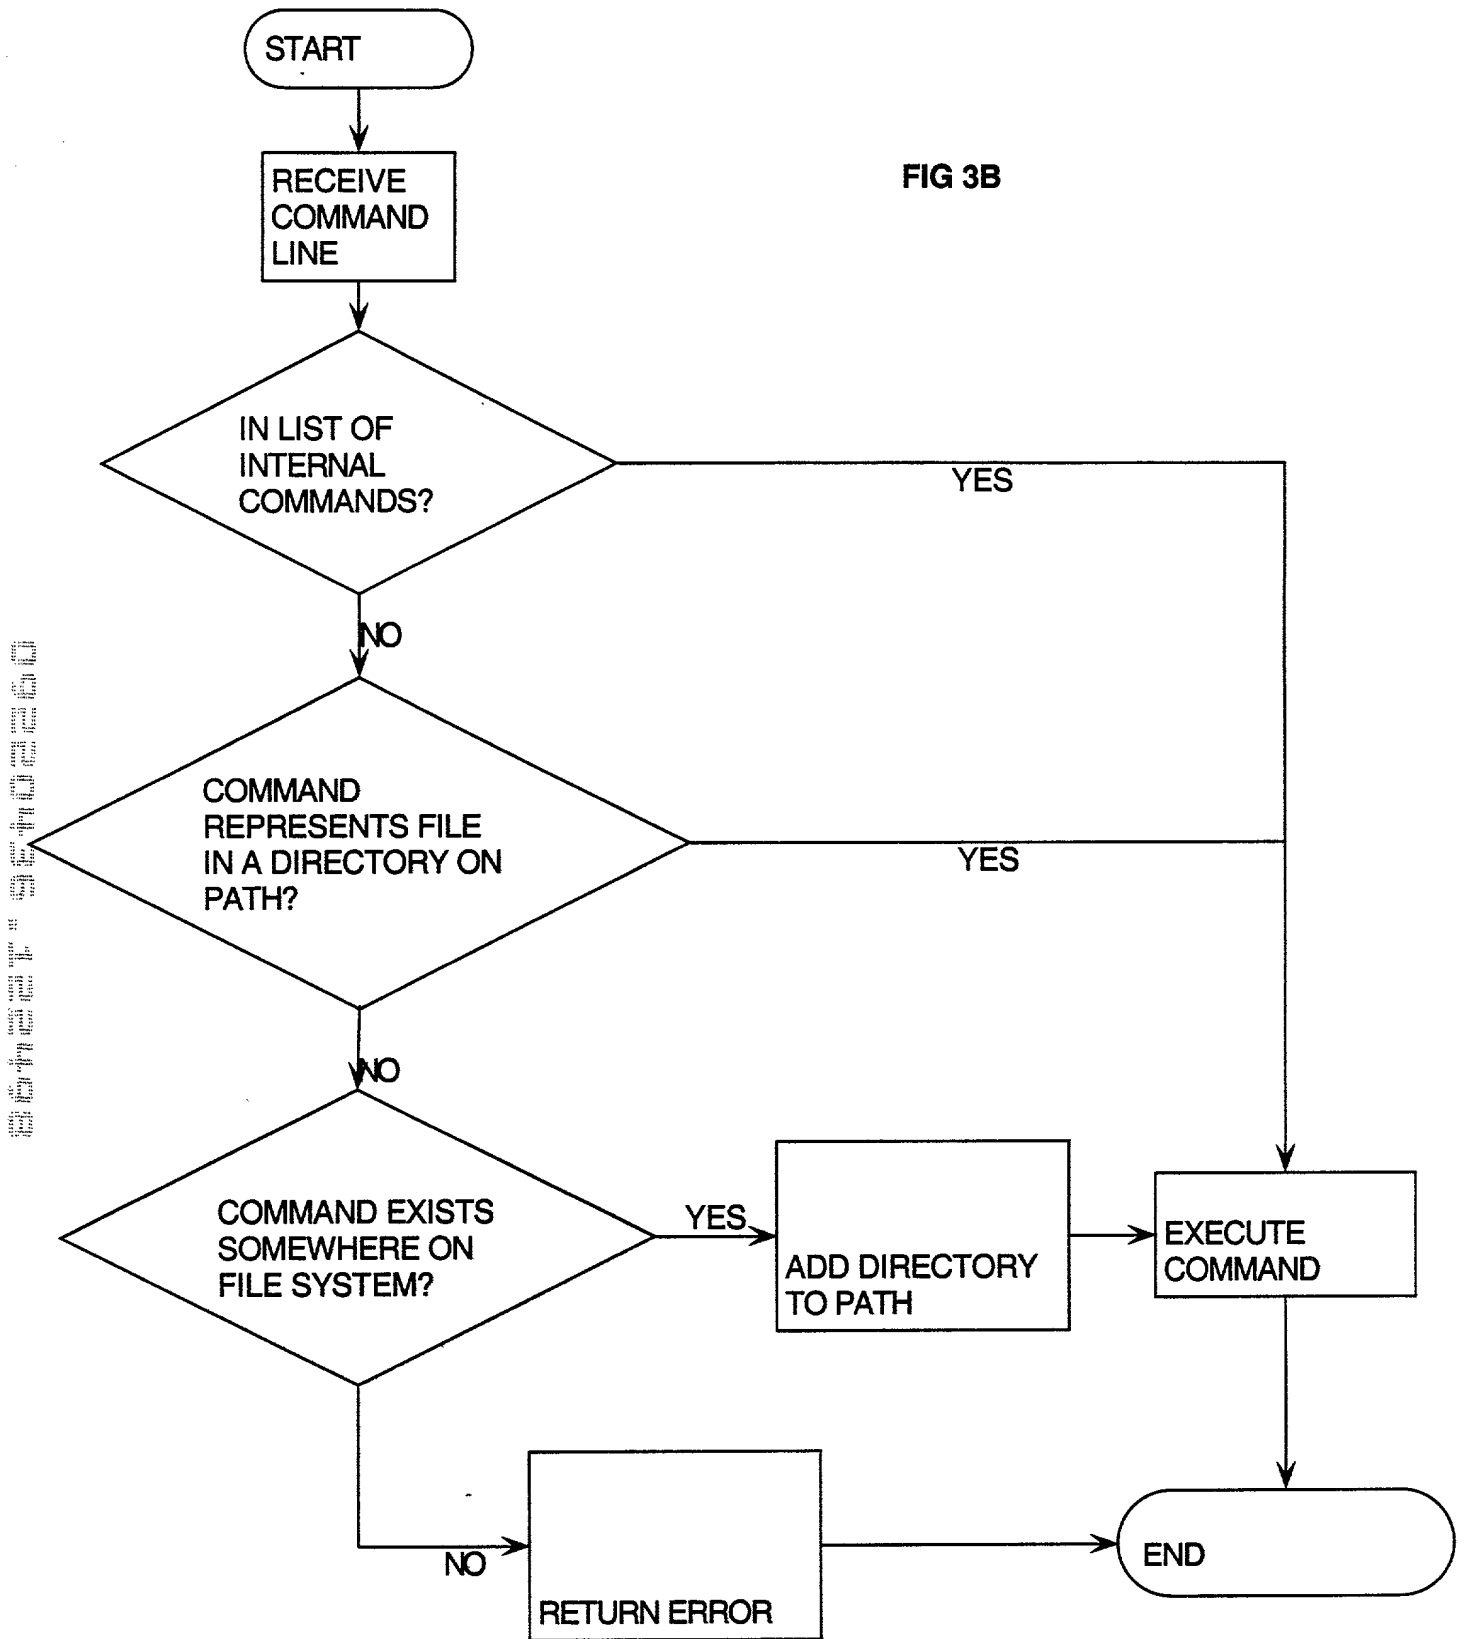 START
RECEIVE
COMMAND
LINE
FIG 3B
IN LIST OF
INTERNAL
COMMANDS?
YES
NO
COMMAND
REPRESENTS FILE
IN A DIRECTORY ON
PATH?
YES
NO
COMMAND EXISTS
SOMEWHERE ON
FILE SYSTEM?
YES
ADD DIRECTORY
TO PATH
EXECUTE
COMMAND
NO
RETURN ERROR
END